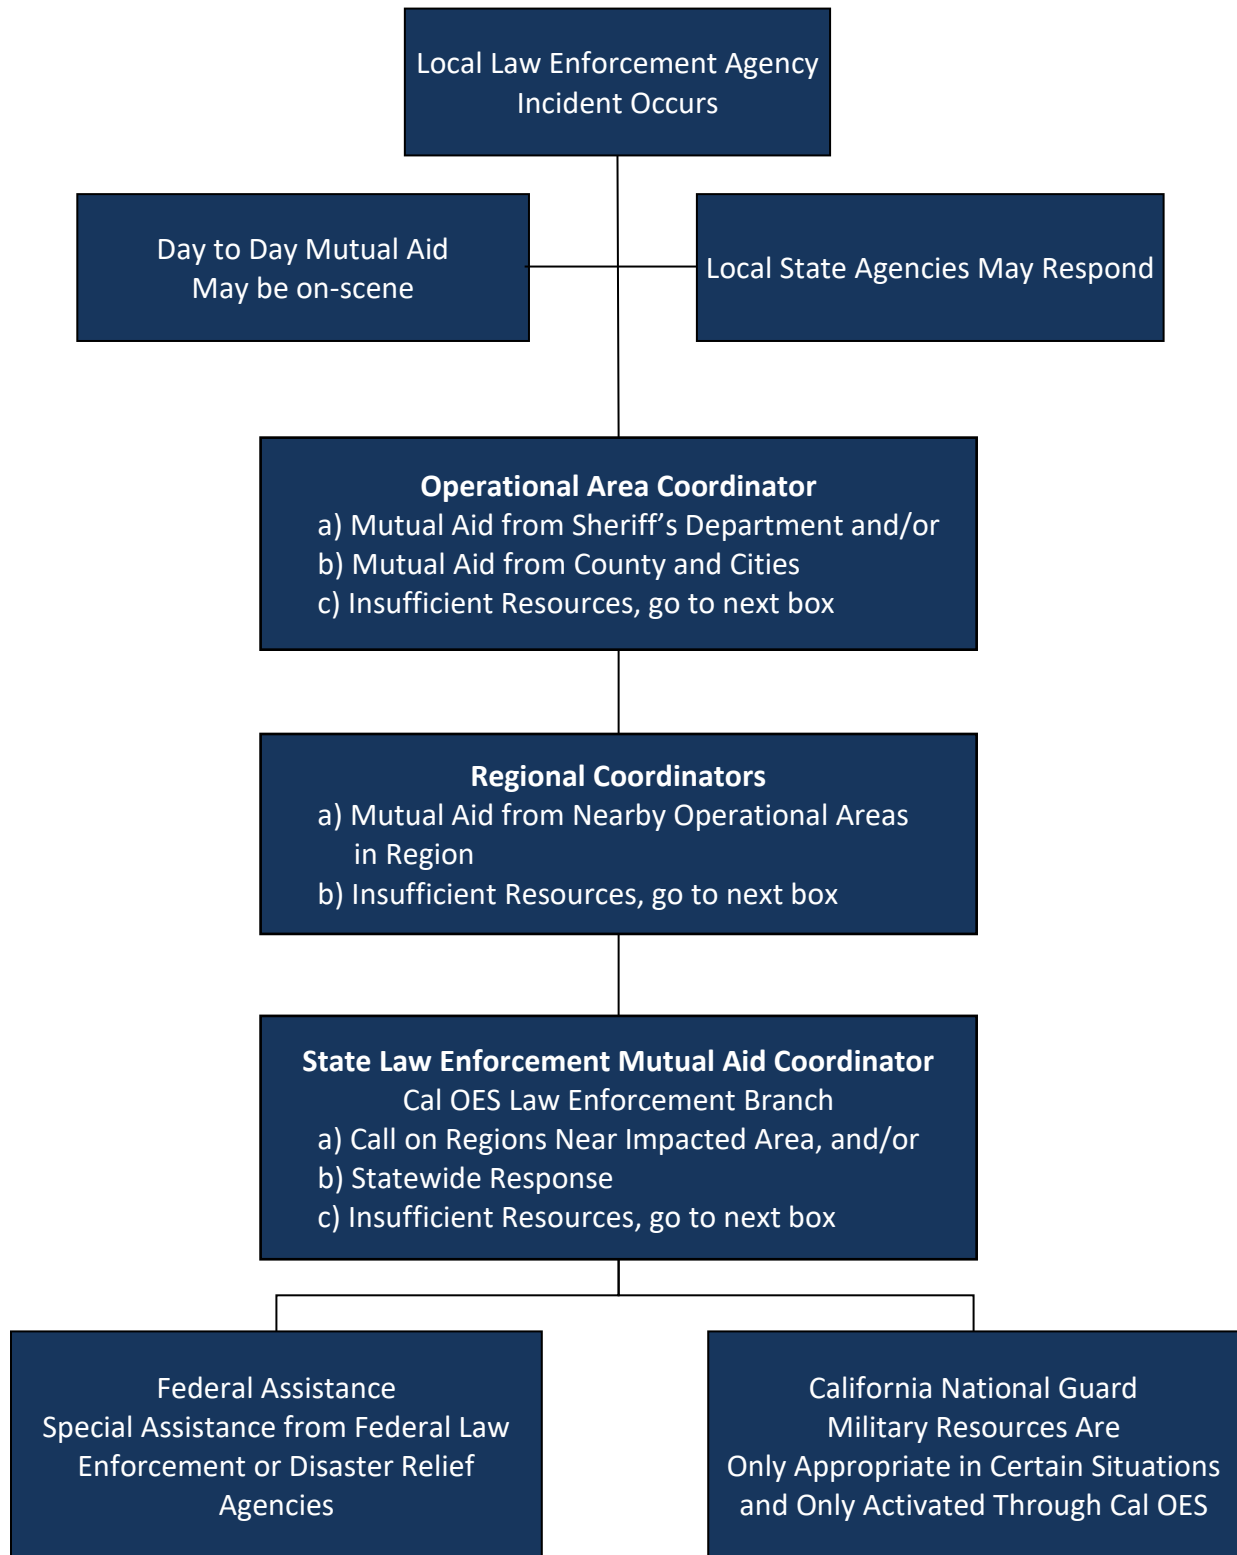 Local Law Enforcement Agency
Incident Occurs
Day to Day Mutual Aid
May be on-scene
Local State Agencies May Respond
Operational Area Coordinator
a) Mutual Aid from Sheriff’s Department and/or
b) Mutual Aid from County and Cities
c) Insufficient Resources, go to next box
Regional Coordinators
a) Mutual Aid from Nearby Operational Areas
in Region
b) Insufficient Resources, go to next box
State Law Enforcement Mutual Aid Coordinator
Cal OES Law Enforcement Branch
a) Call on Regions Near Impacted Area, and/or
b) Statewide Response
c) Insufficient Resources, go to next box
Federal Assistance
Special Assistance from Federal Law
Enforcement or Disaster Relief
Agencies
California National Guard
Military Resources Are
Only Appropriate in Certain Situations
and Only Activated Through Cal OES